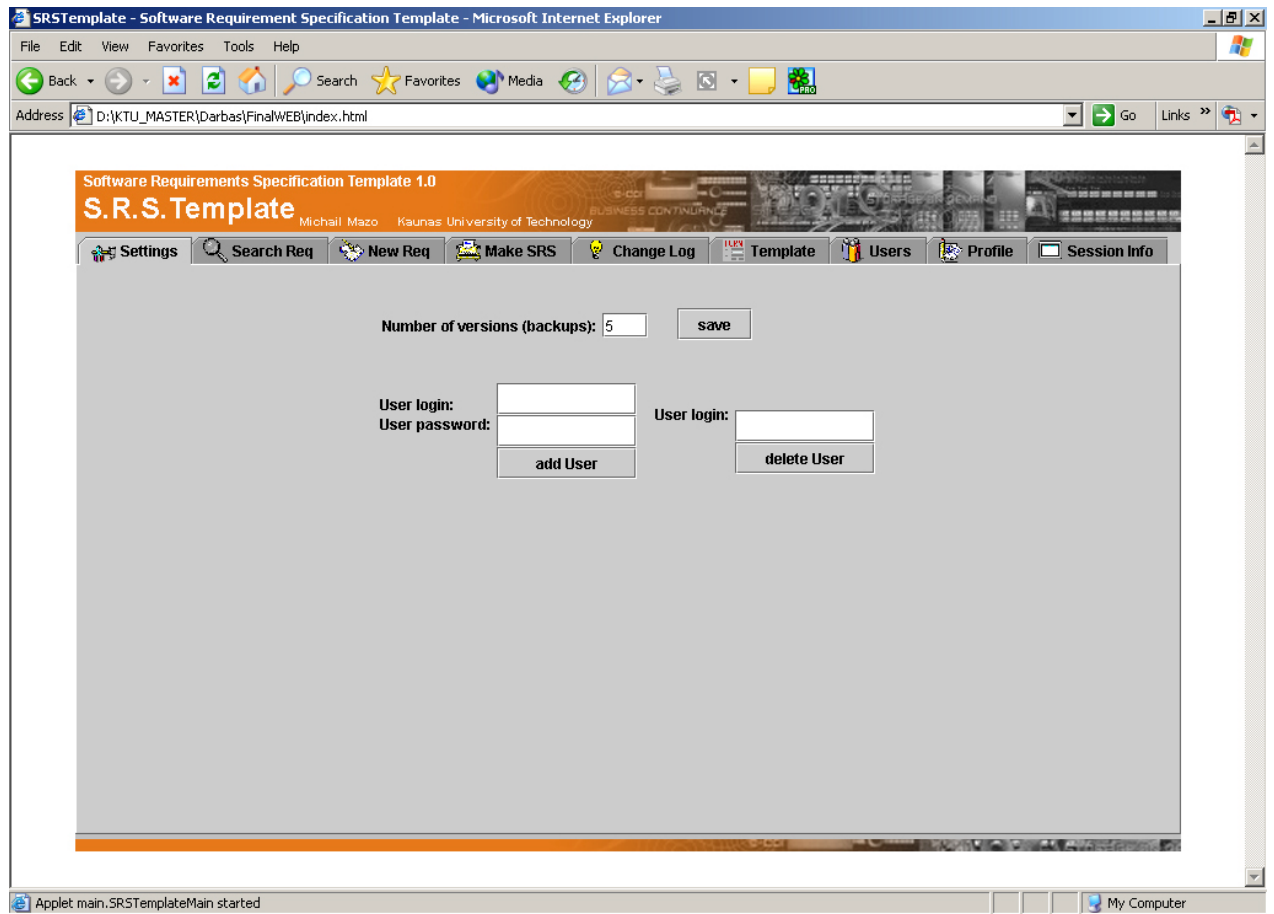 SRSTemplate - Software Requirement Specification Template - Microsoft Internet Explorer
File Edit View Favorites Tools Help
Back Search Favorites Media PRO
Address D:\KTU_MASTER\Darbas\FinalWEB\index.html Go Links »
Software Requirements Specification Template 1.0
S.R.S.Template Michail Mazo Kaunas University of Technology
BUSINESS CONTINUANCE
Settings Search Req New Req Make SRS Change Log Template Users Profile Session Info
Number of versions (backups): 5 save
User login:
User password:
add User
User login:
delete User
Applet main.SRSTemplateMain started My Computer